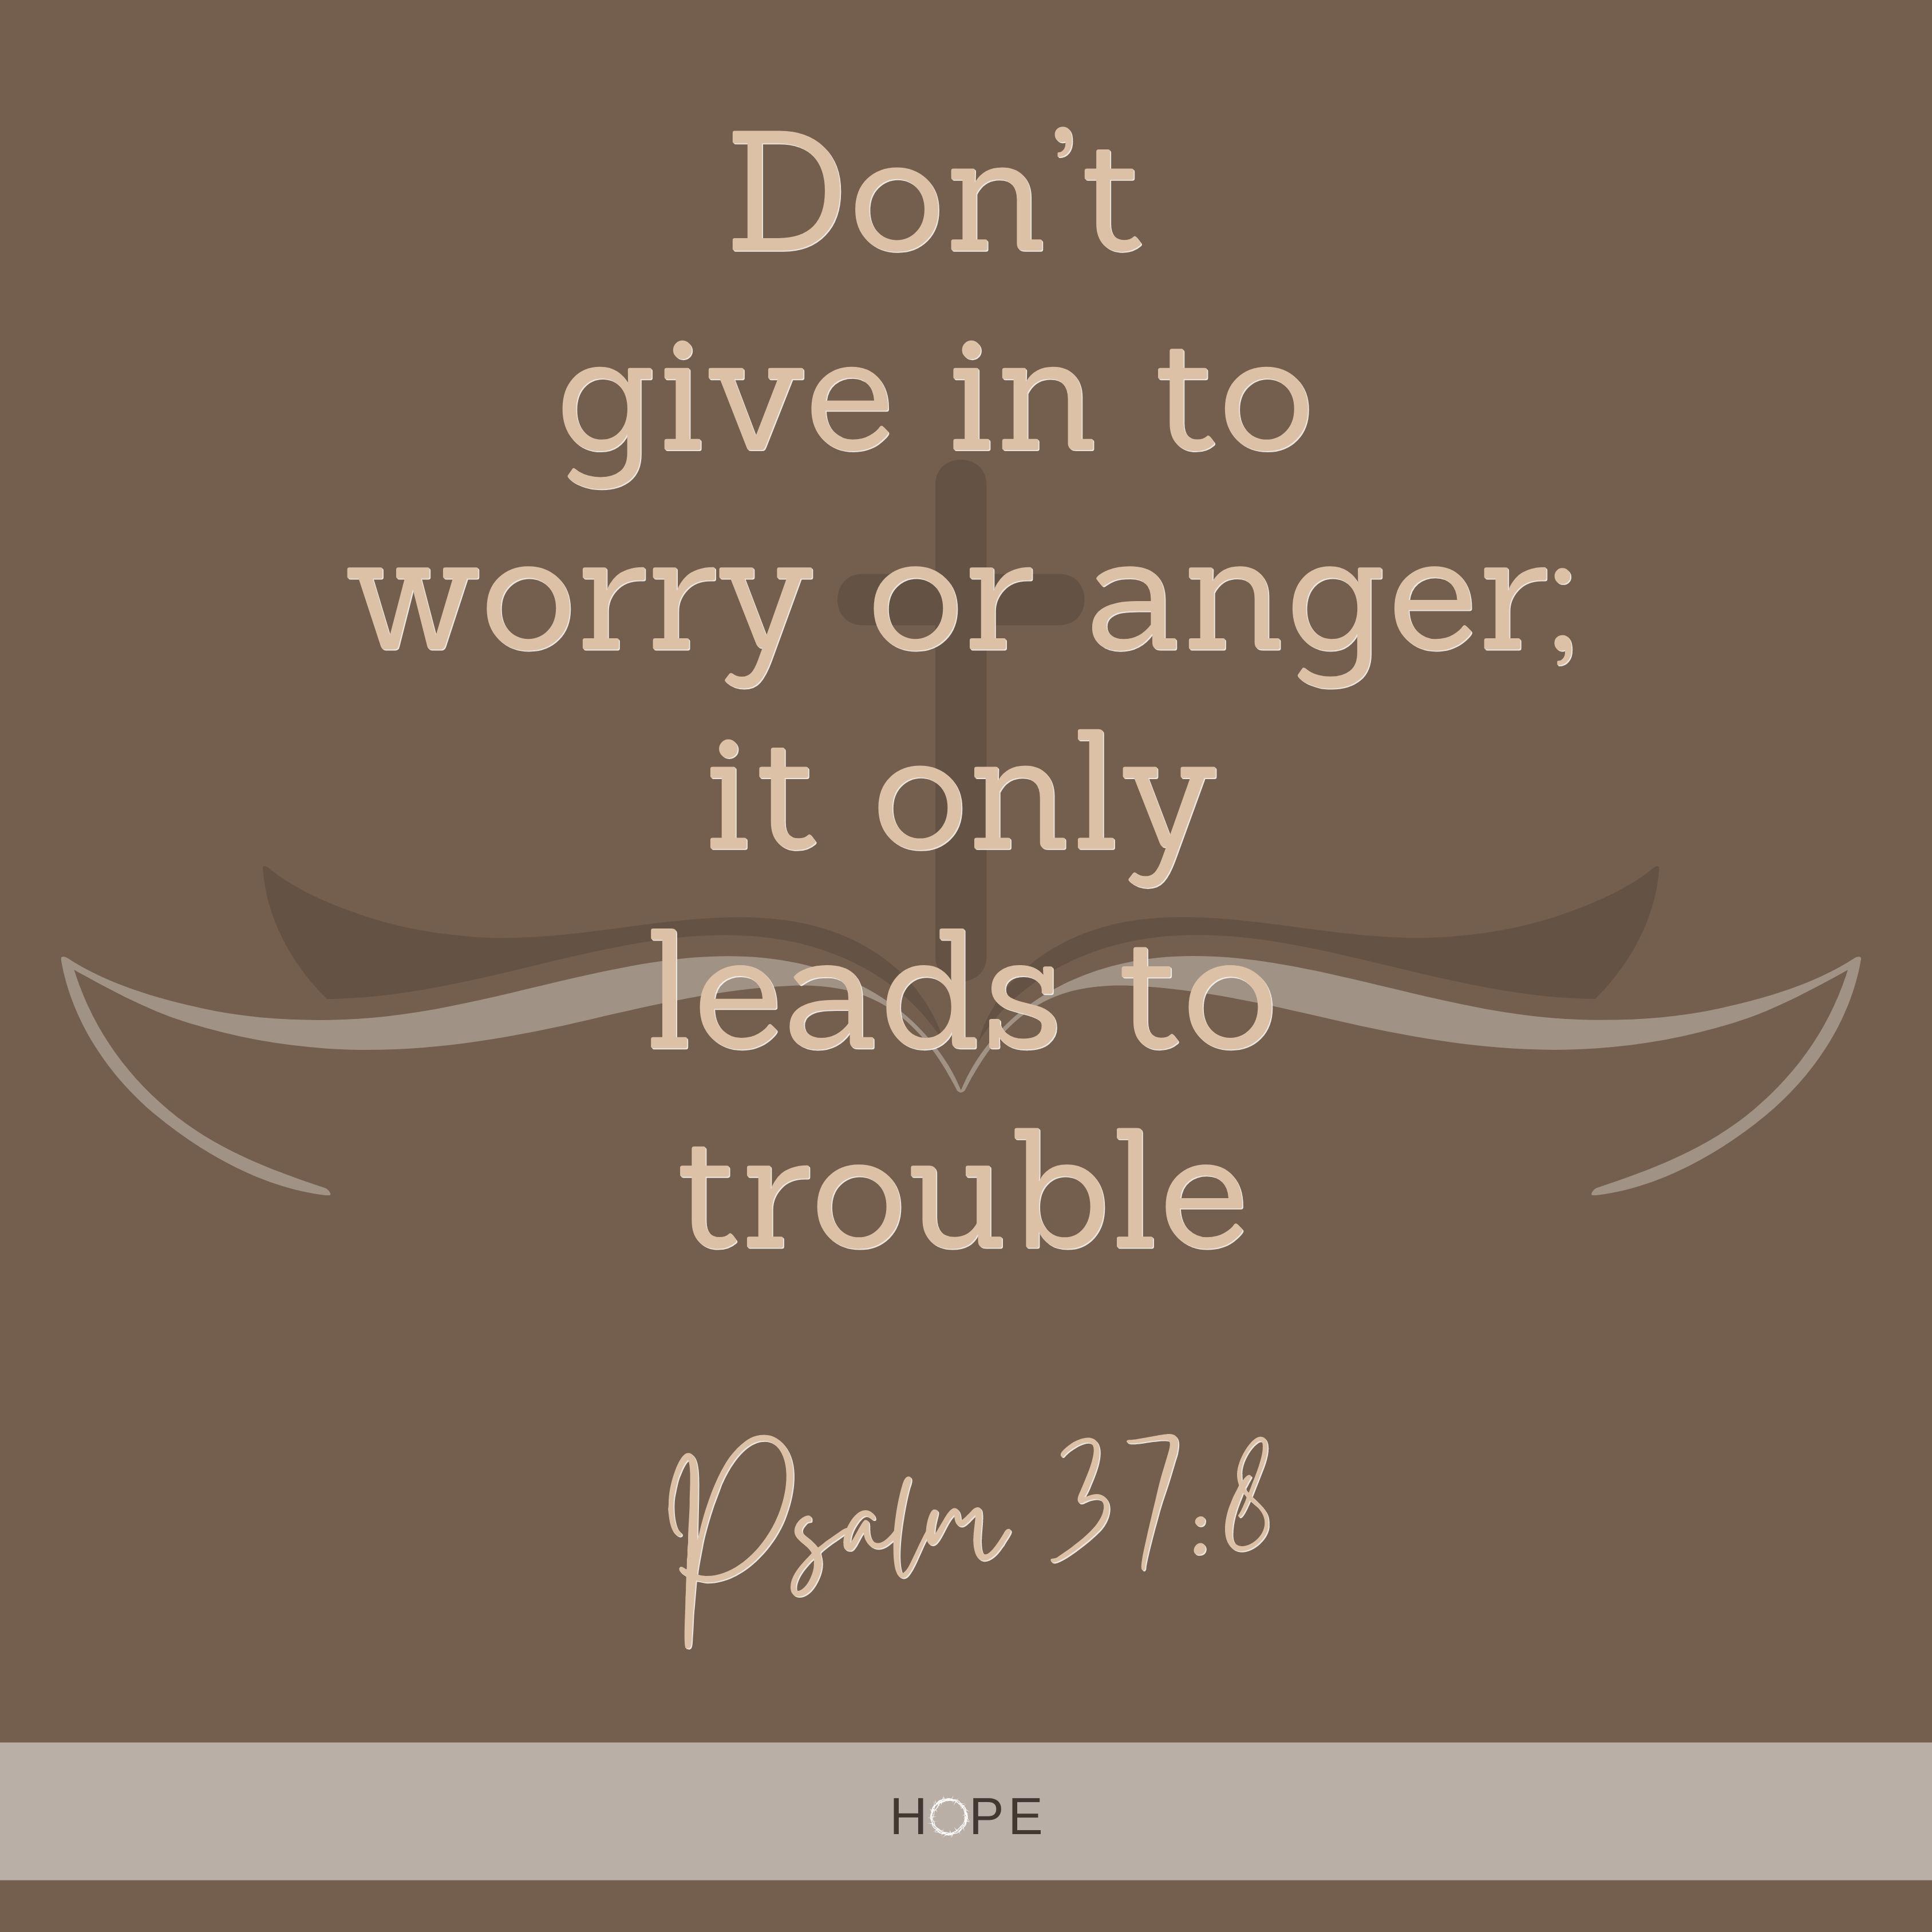 Don’t
give in to
worry or anger;
it only
leads to
trouble
Psalm 37:8
HOPE